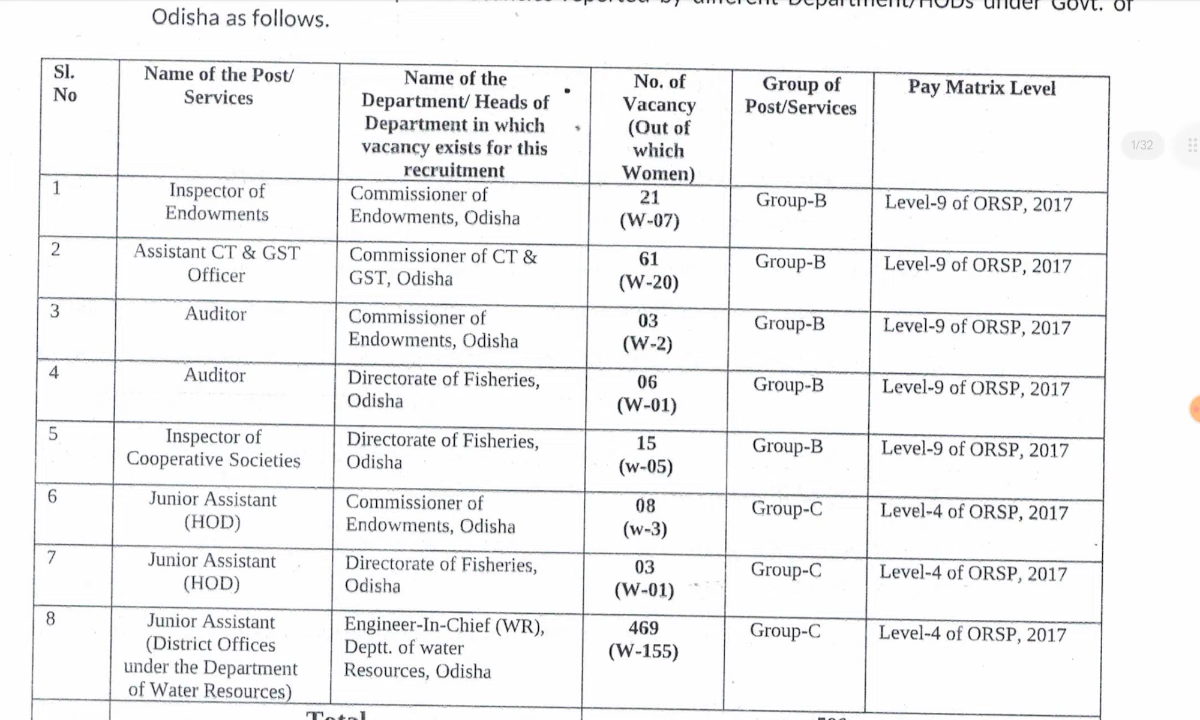 Odisha as follows.
Sl. No | Name of the Post/ Services | Name of the Department/ Heads of Department in which vacancy exists for this recruitment | No. of Vacancy (Out of which Women) | Group of Post/Services | Pay Matrix Level
1 | Inspector of Endowments | Commissioner of Endowments, Odisha | 21 (W-07) | Group-B | Level-9 of ORSP, 2017
2 | Assistant CT & GST Officer | Commissioner of CT & GST, Odisha | 61 (W-20) | Group-B | Level-9 of ORSP, 2017
3 | Auditor | Commissioner of Endowments, Odisha | 03 (W-2) | Group-B | Level-9 of ORSP, 2017
4 | Auditor | Directorate of Fisheries, Odisha | 06 (W-01) | Group-B | Level-9 of ORSP, 2017
5 | Inspector of Cooperative Societies | Directorate of Fisheries, Odisha | 15 (w-05) | Group-B | Level-9 of ORSP, 2017
6 | Junior Assistant (HOD) | Commissioner of Endowments, Odisha | 08 (w-3) | Group-C | Level-4 of ORSP, 2017
7 | Junior Assistant (HOD) | Directorate of Fisheries, Odisha | 03 (W-01) | Group-C | Level-4 of ORSP, 2017
8 | Junior Assistant (District Offices under the Department of Water Resources) | Engineer-In-Chief (WR), Deptt. of water Resources, Odisha | 469 (W-155) | Group-C | Level-4 of ORSP, 2017
Total
1/32